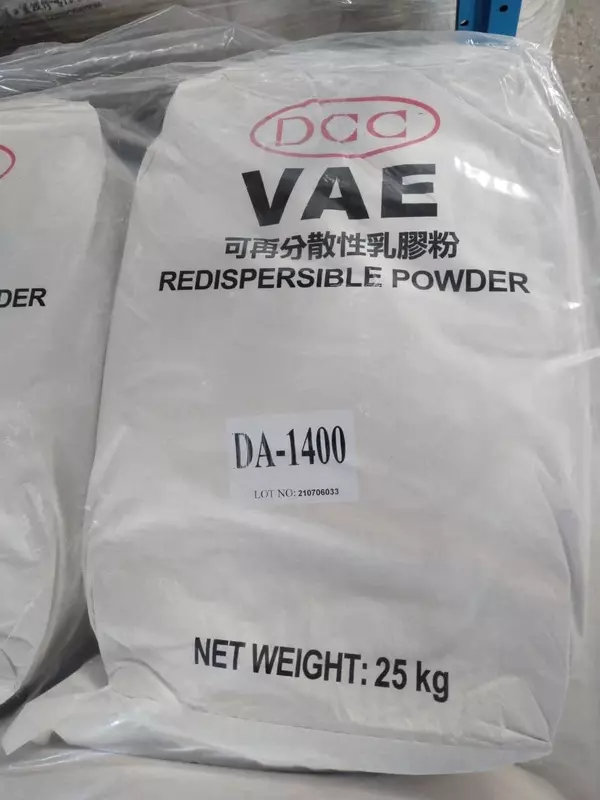 DCC
VAE
可再分散性乳膠粉
REDISPERSIBLE POWDER
DER
DA-1400
LOT NO: 210706033
NET WEIGHT: 25 kg